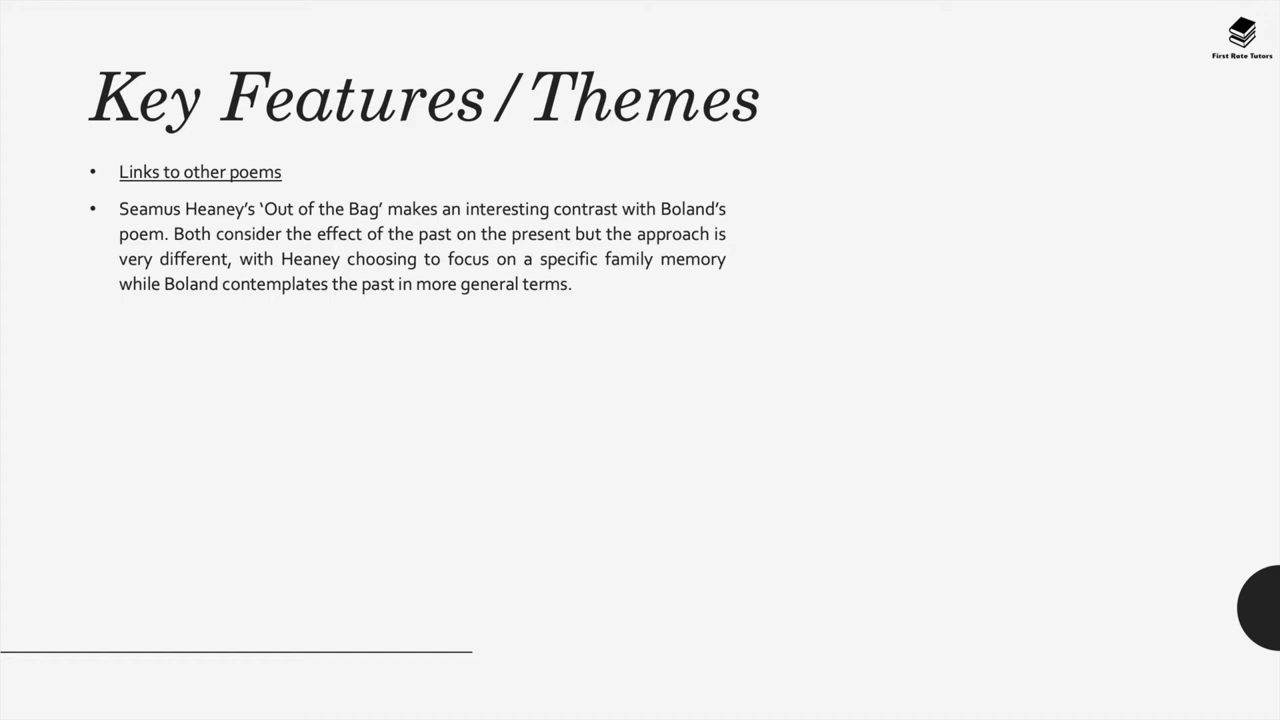 First Rate Tutors
Key Features/Themes
• Links to other poems
• Seamus Heaney’s ‘Out of the Bag’ makes an interesting contrast with Boland’s
poem. Both consider the effect of the past on the present but the approach is
very different, with Heaney choosing to focus on a specific family memory
while Boland contemplates the past in more general terms.